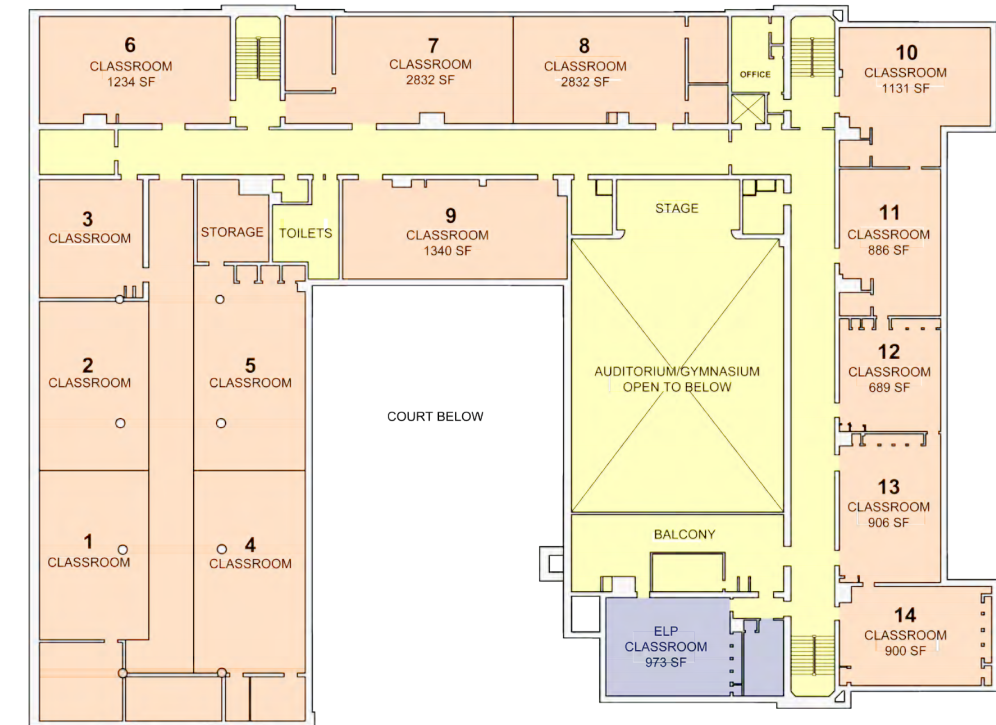 6
CLASSROOM
1234 SF
7
CLASSROOM
2832 SF
8
CLASSROOM
2832 SF
OFFICE
10
CLASSROOM
1131 SF
3
CLASSROOM
STORAGE
TOILETS
9
CLASSROOM
1340 SF
STAGE
11
CLASSROOM
886 SF
2
CLASSROOM
5
CLASSROOM
COURT BELOW
AUDITORIUM/GYMNASIUM
OPEN TO BELOW
12
CLASSROOM
689 SF
1
CLASSROOM
4
CLASSROOM
BALCONY
13
CLASSROOM
906 SF
ELP
CLASSROOM
973 SF
14
CLASSROOM
900 SF